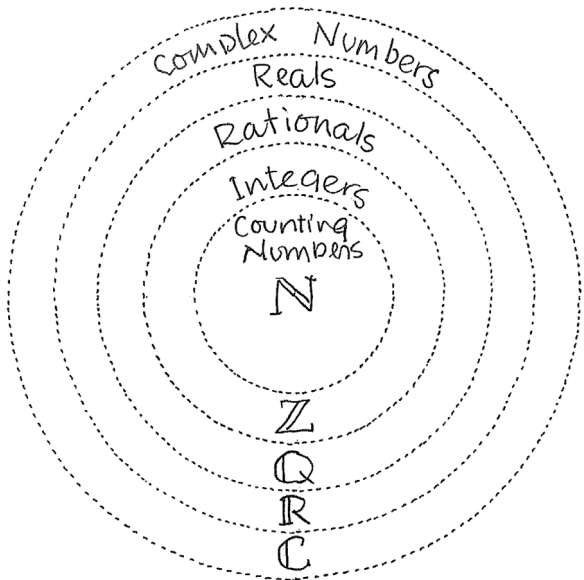 Complex Numbers
Reals
Rationals
Integers
Counting
Numbers
ℕ
ℤ
ℚ
ℝ
ℂ